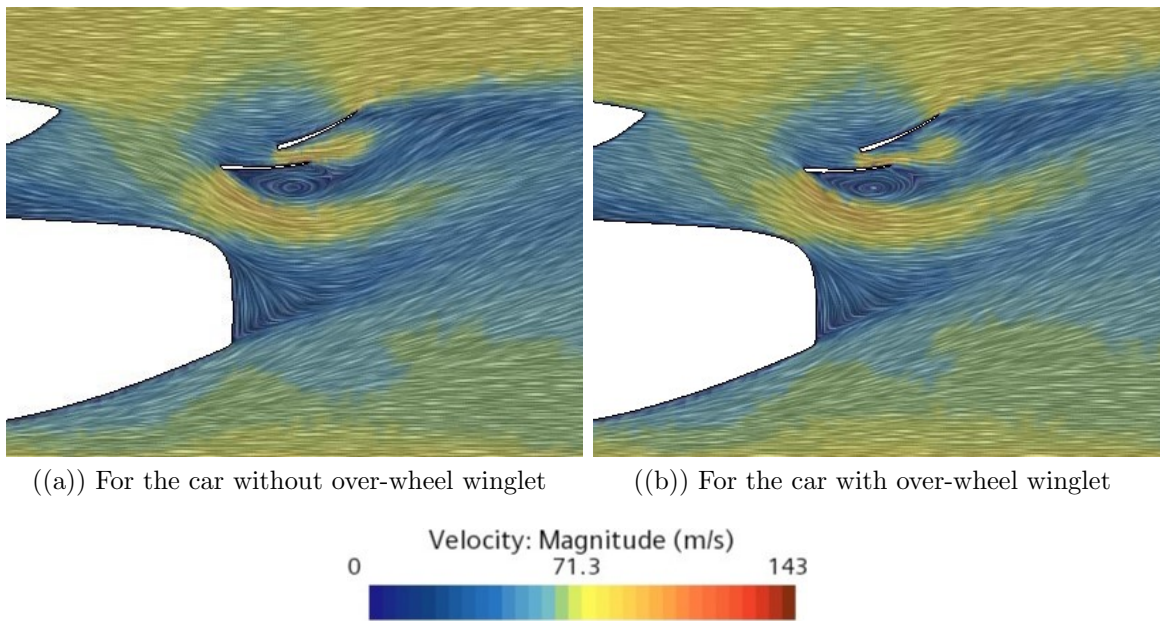 ((a)) For the car without over-wheel winglet
((b)) For the car with over-wheel winglet
Velocity: Magnitude (m/s)
0 71.3 143